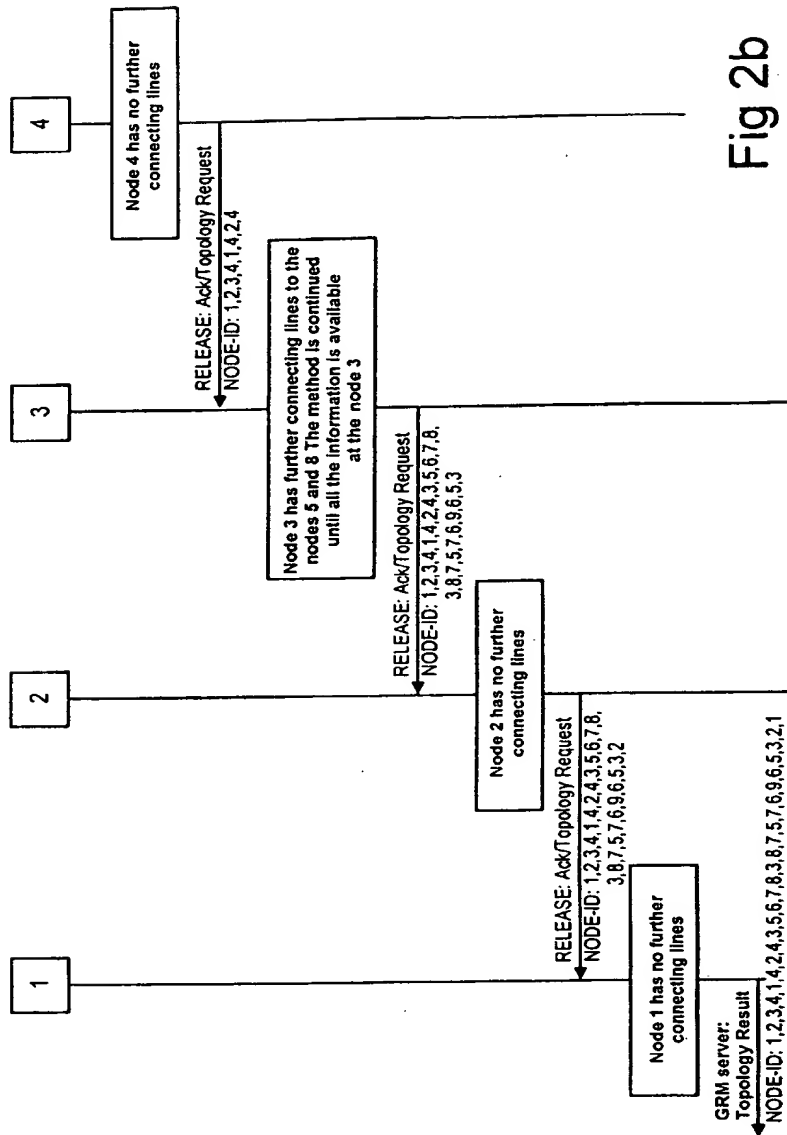 1
2
3
4
Node 4 has no further
connecting lines
RELEASE: Ack/Topology Request
NODE-ID: 1,2,3,4,1,4,2,4
Node 3 has further connecting lines to the
nodes 5 and 8 The method is continued
until all the information is available
at the node 3
RELEASE: Ack/Topology Request
NODE-ID: 1,2,3,4,1,4,2,4,3,5,6,7,8,
3,8,7,5,7,6,9,6,5,3
Node 2 has no further
connecting lines
RELEASE: Ack/Topology Request
NODE-ID: 1,2,3,4,1,4,2,4,3,5,6,7,8,
3,8,7,5,7,6,9,6,5,3,2
Node 1 has no further
connecting lines
GRM server:
Topology Result
NODE-ID: 1,2,3,4,1,4,2,4,3,5,6,7,8,3,8,7,5,7,6,9,6,5,3,2,1
Fig 2b